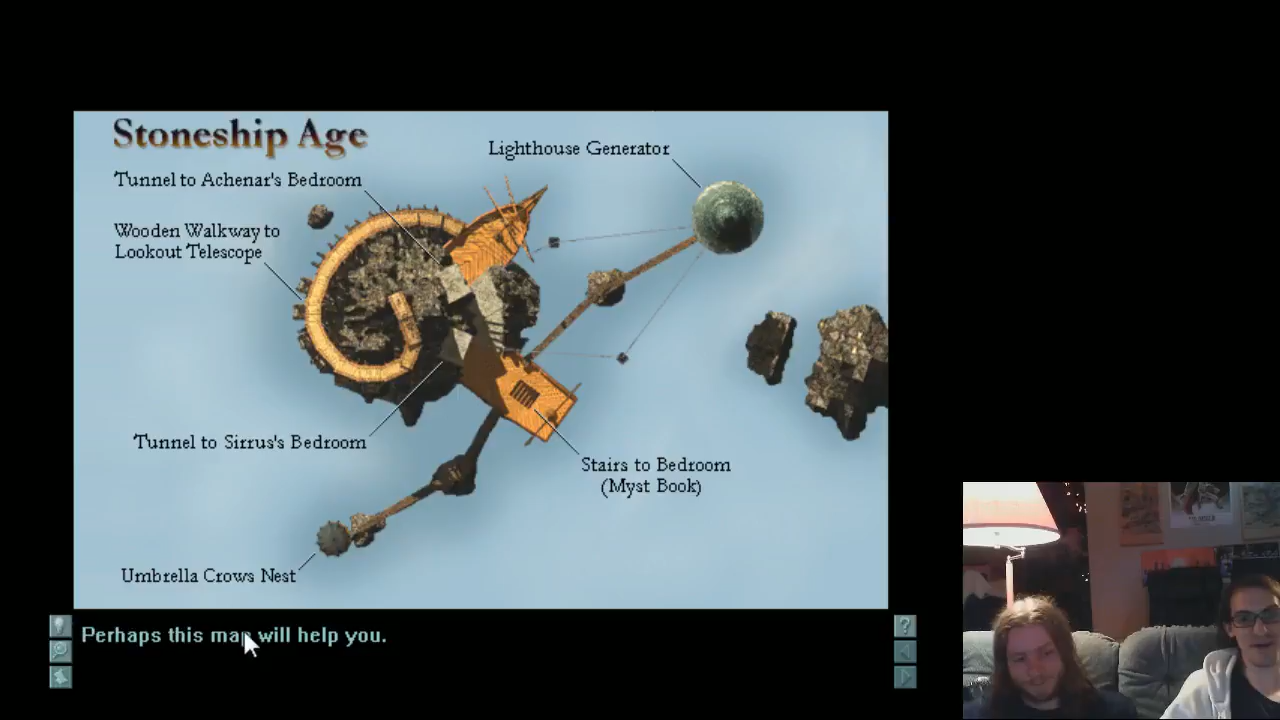 Stoneship Age
Lighthouse Generator
Tunnel to Achenar's Bedroom
Wooden Walkway to
Lookout Telescope
Tunnel to Sirrus's Bedroom
Stairs to Bedroom
(Myst Book)
Umbrella Crows Nest
Perhaps this map will help you.
?